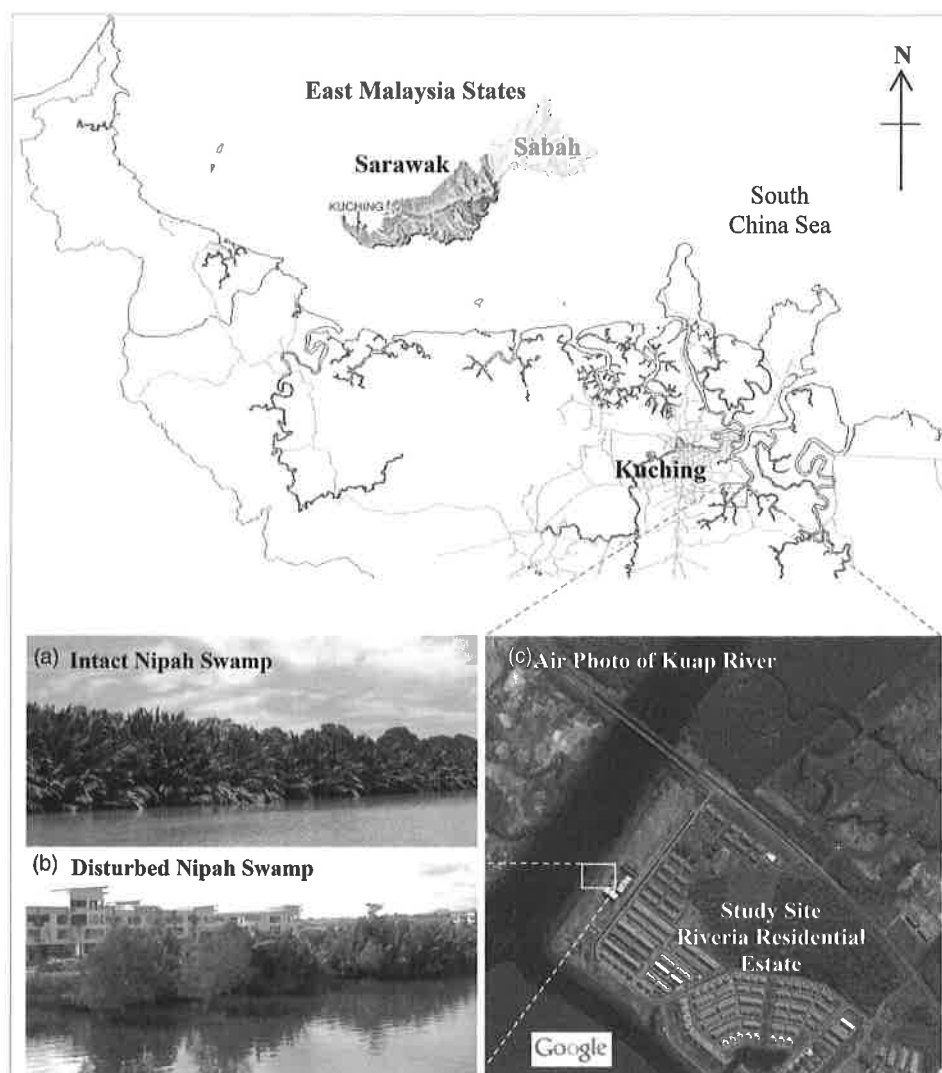 N
East Malaysia States
Sabah
Sarawak
KUCHING
South
China Sea
Kuching
(a) Intact Nipah Swamp
(b) Disturbed Nipah Swamp
(c) Air Photo of Kuap River
Study Site
Riveria Residential
Estate
Google